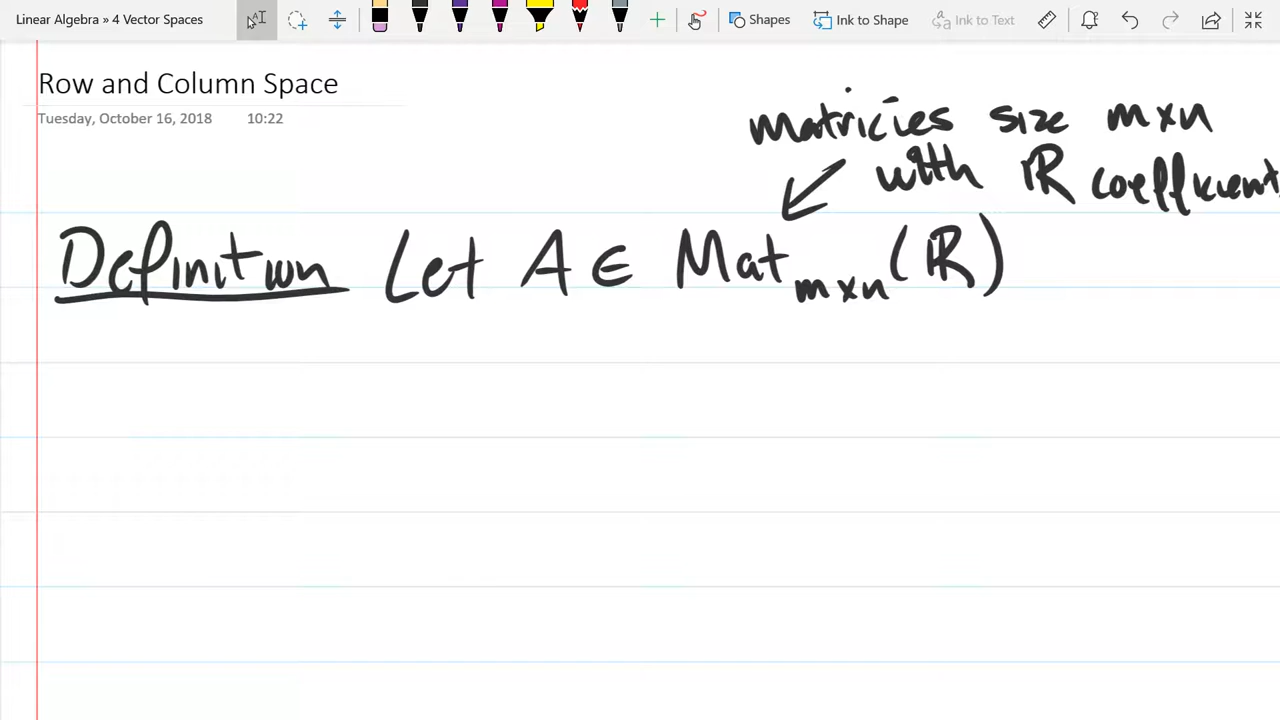 Linear Algebra » 4 Vector Spaces
Shapes
Ink to Shape
Ink to Text
Row and Column Space
Tuesday, October 16, 2018 10:22
matricies size m×n
with ℝ coefficient
Definition Let A ∈ Mat_{m×n}(ℝ)